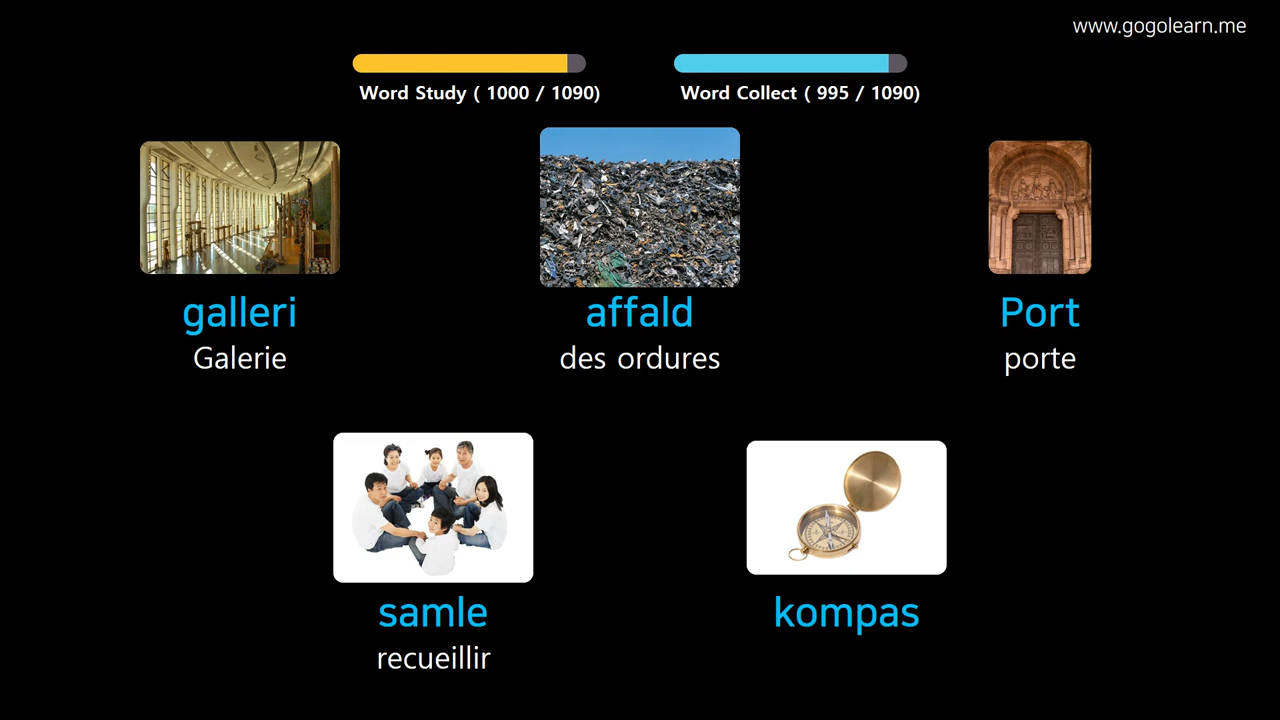 www.gogolearn.me
Word Study ( 1000 / 1090)
Word Collect ( 995 / 1090)
galleri
Galerie
affald
des ordures
Port
porte
samle
recueillir
kompas